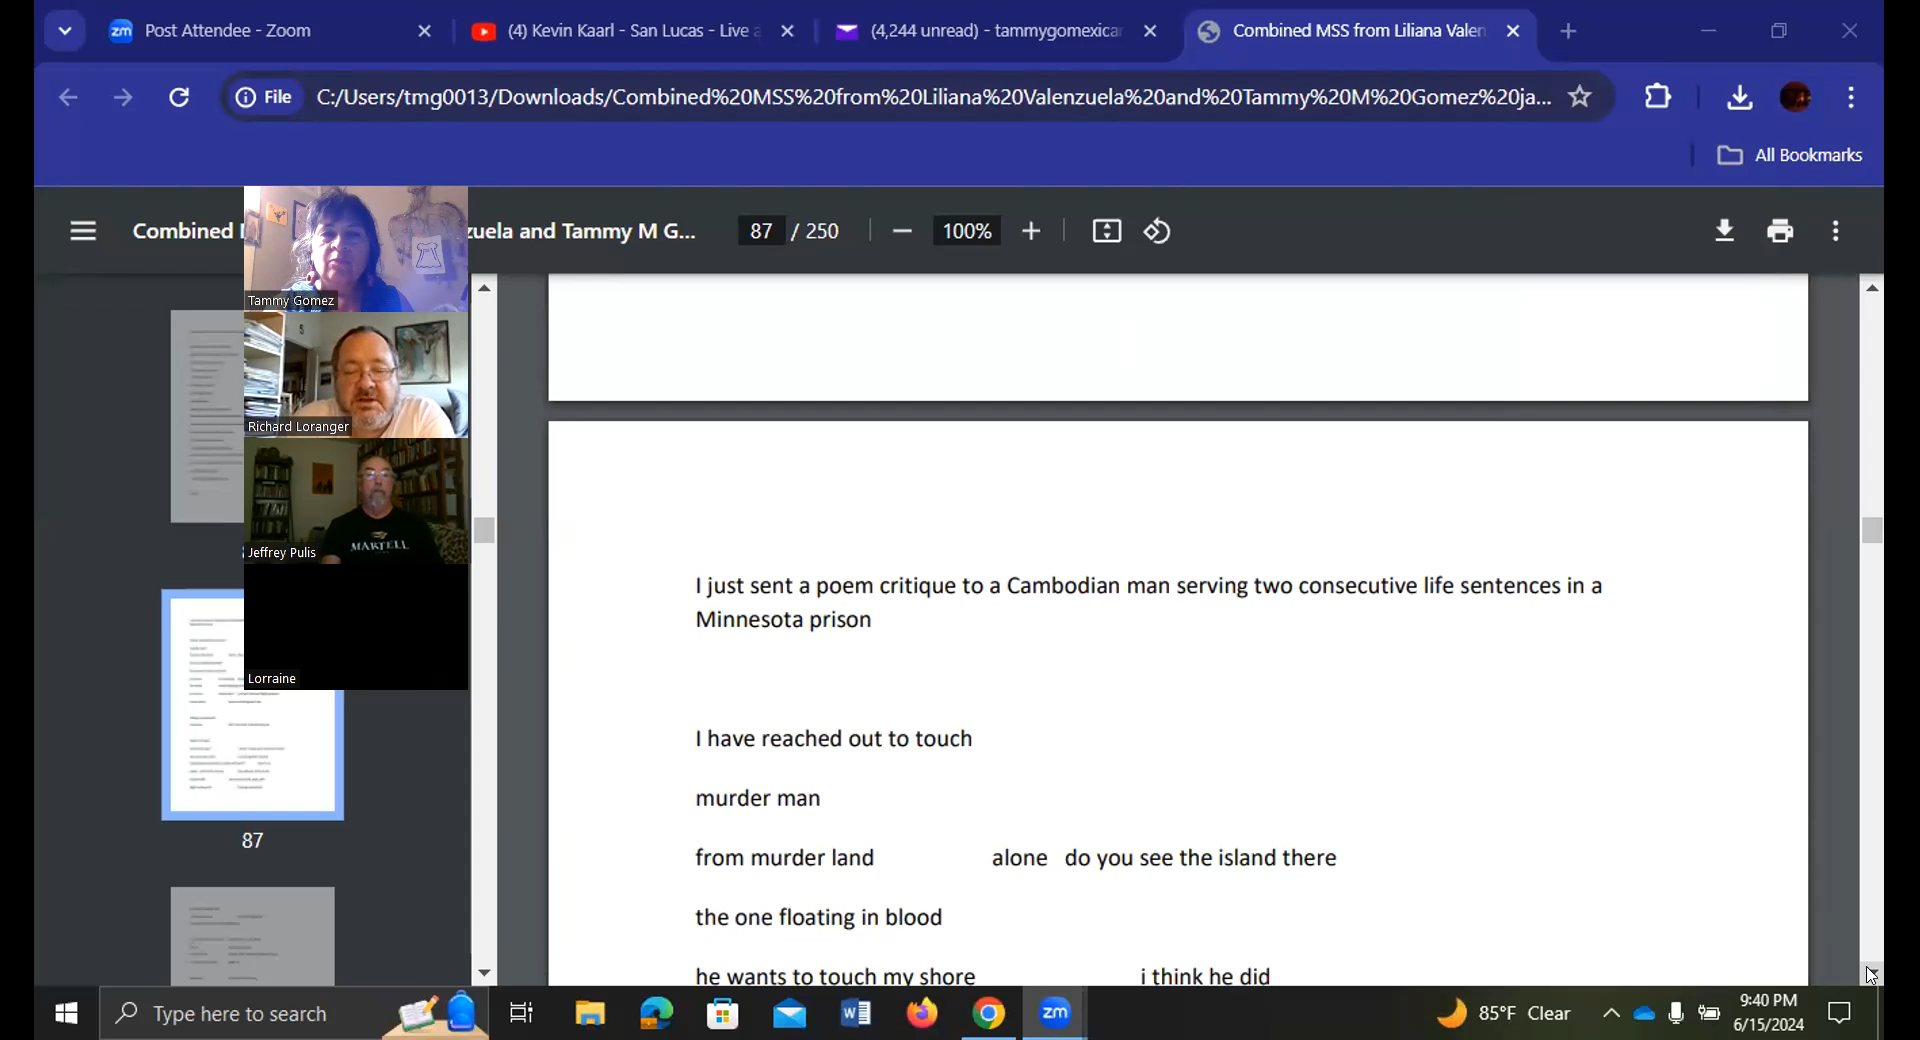 Post Attendee - Zoom
(4) Kevin Kaarl - San Lucas - Live a
(4,244 unread) - tammygomexicar
Combined MSS from Liliana Valen
File
C:/Users/tmg0013/Downloads/Combined%20MSS%20from%20Liliana%20Valenzuela%20and%20Tammy%20M%20Gomez%20ja...
All Bookmarks
Combined
zuela and Tammy M G...
87 / 250
100%
Tammy Gomez
5
Richard Loranger
MARTELL
Jeffrey Pulis
Lorraine
87
I just sent a poem critique to a Cambodian man serving two consecutive life sentences in a
Minnesota prison
I have reached out to touch
murder man
from murder land alone do you see the island there
the one floating in blood
he wants to touch my shore i think he did
Type here to search
zm
85°F Clear
9:40 PM
6/15/2024